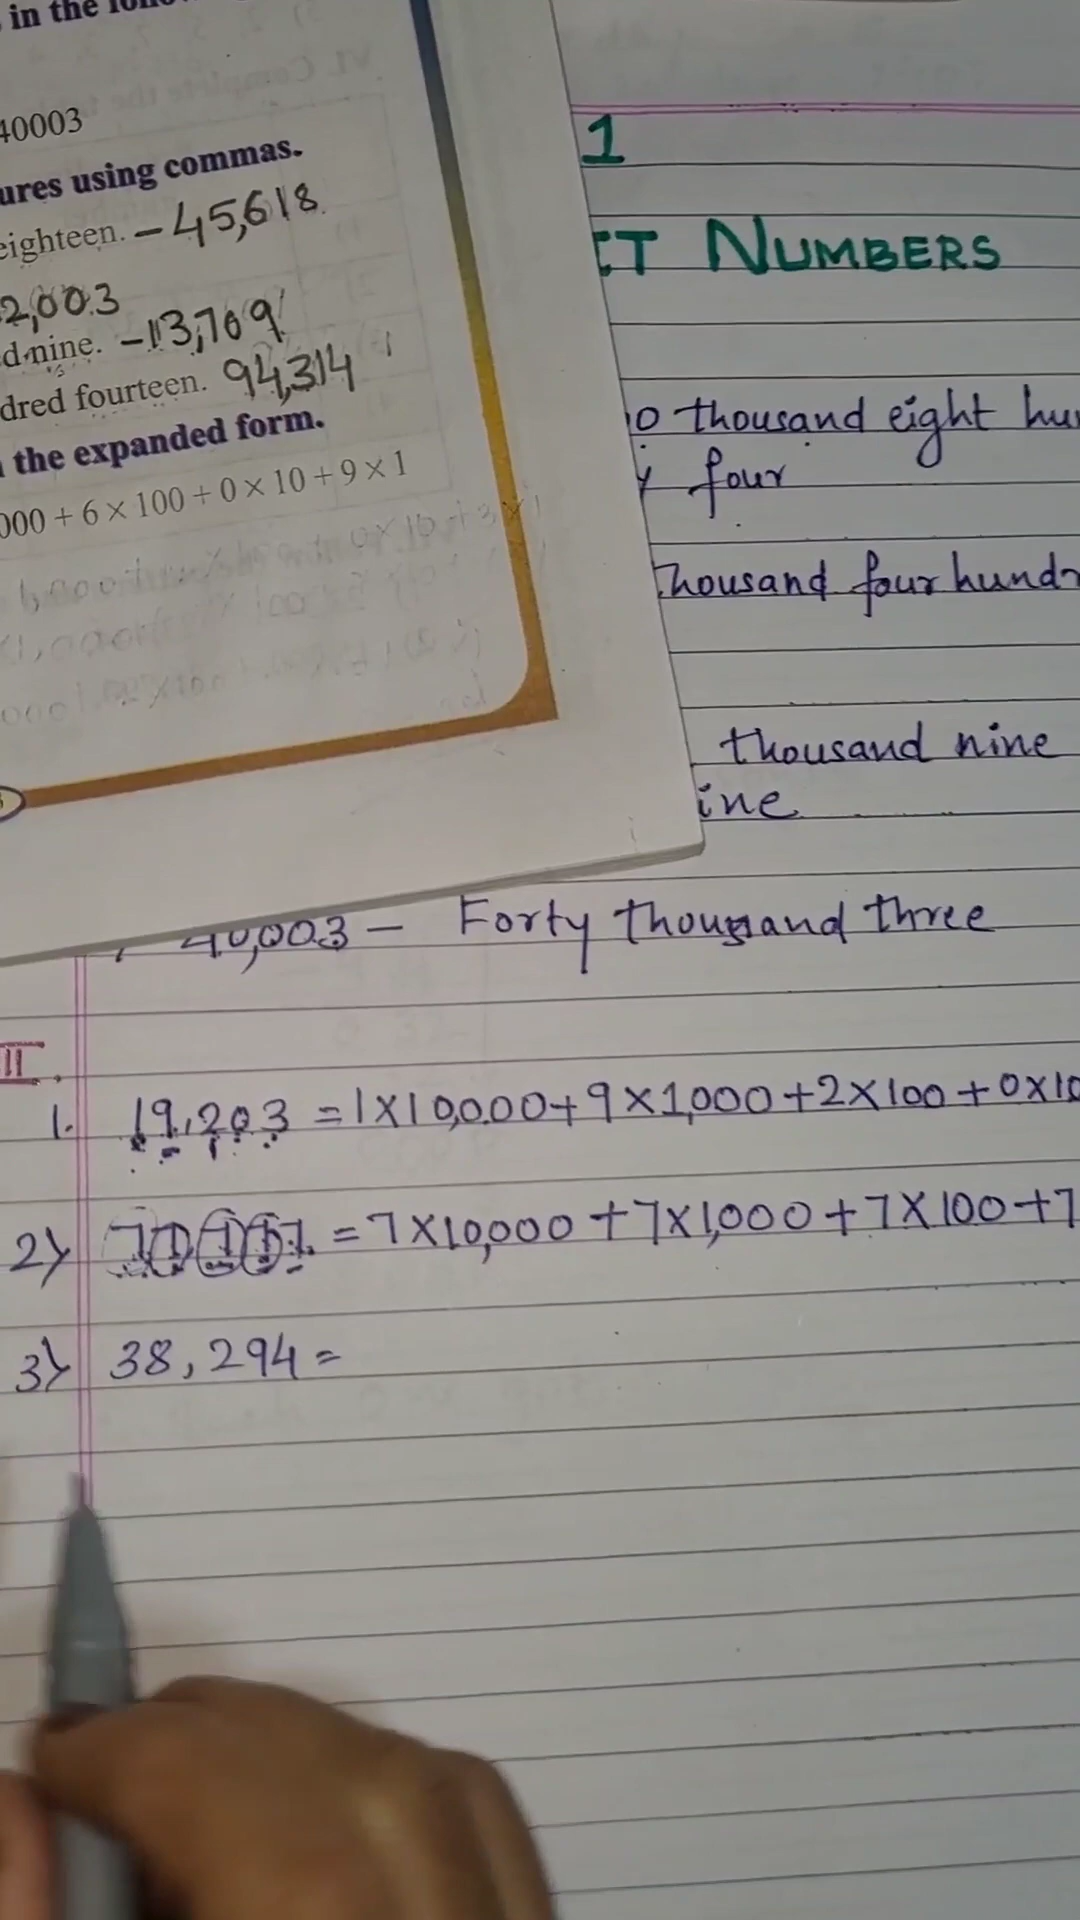 in the
40003
ures using commas.
eighteen. - 45,618
2,003
d nine. - 13,709
dred fourteen. 94,314
the expanded form.
000 + 6 × 100 + 0 × 10 + 9 × 1
1
IT NUMBERS
thousand eight hu
y four
thousand four hund
thousand nine
ine
40,003 - Forty thousand three
II.
1. 19,203 = 1×10,000 + 9×1,000 + 2×100 + 0×10
2) = 7×10,000 + 7×1,000 + 7×100 + 7
3) 38,294 =